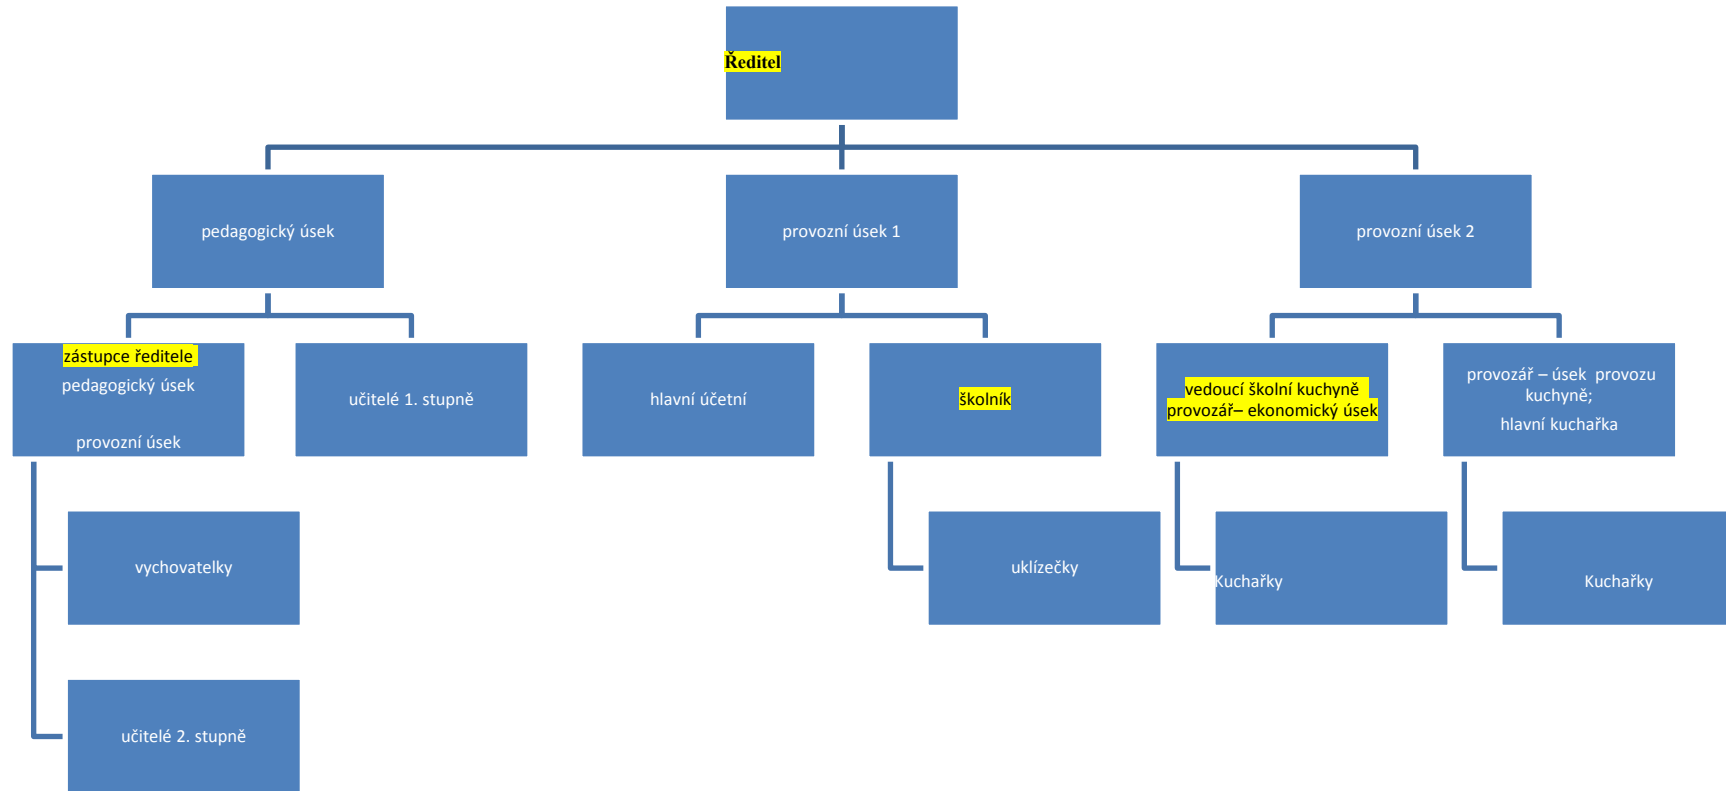 Ředitel
pedagogický úsek
provozní úsek 1
provozní úsek 2
zástupce ředitele
pedagogický úsek
provozní úsek
učitelé 1. stupně
hlavní účetní
školník
vedoucí školní kuchyně
provozář– ekonomický úsek
provozář – úsek  provozu
kuchyně;
hlavní kuchařka
vychovatelky
uklízečky
Kuchařky
Kuchařky
učitelé 2. stupně